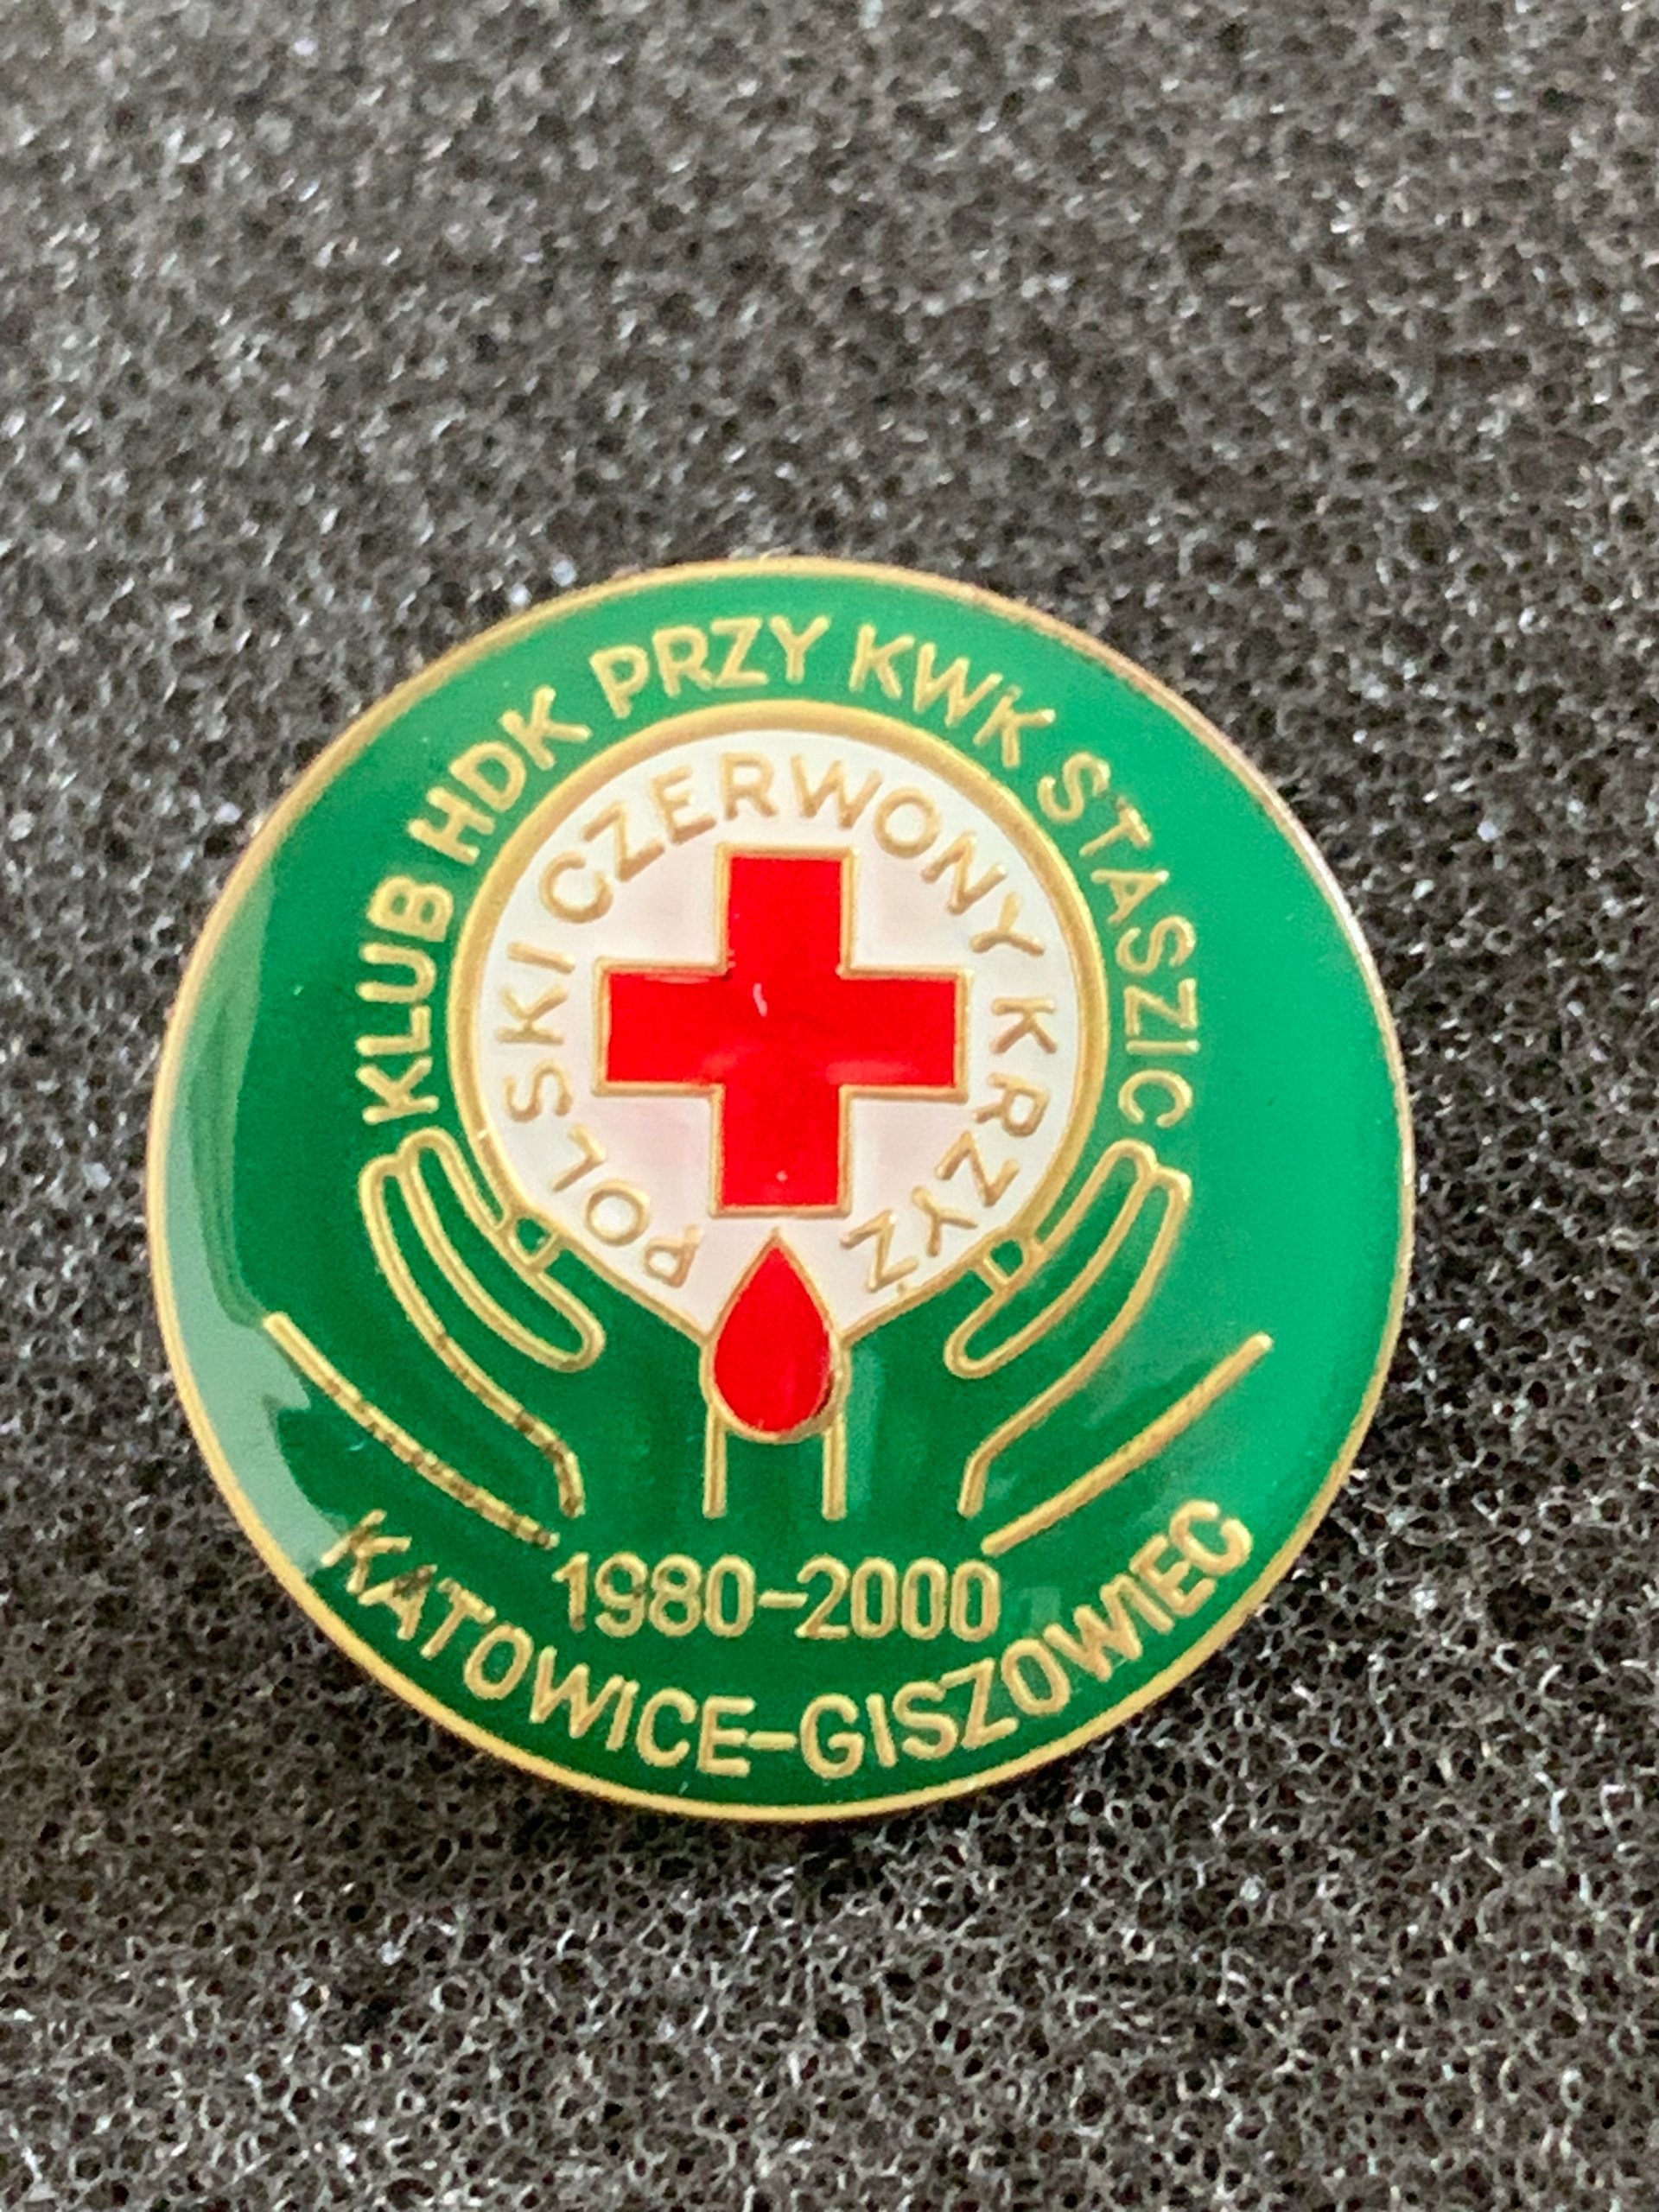 KLUB HDK PRZY KWK STASZIC
POLSKI CZERWONY KRZYŻ
1980-2000
KATOWICE-GISZOWIEC